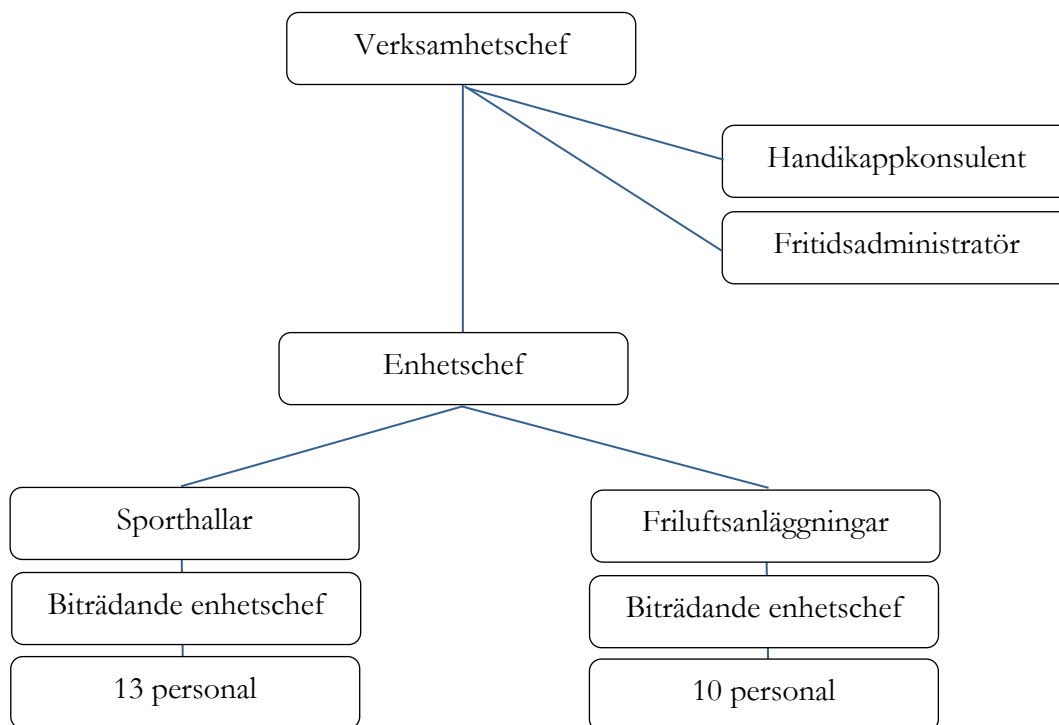 Verksamhetschef
Handikappkonsulent
Fritidsadministratör
Enhetschef
Sporthallar
Biträdande enhetschef
13 personal
Friluftsanläggningar
Biträdande enhetschef
10 personal